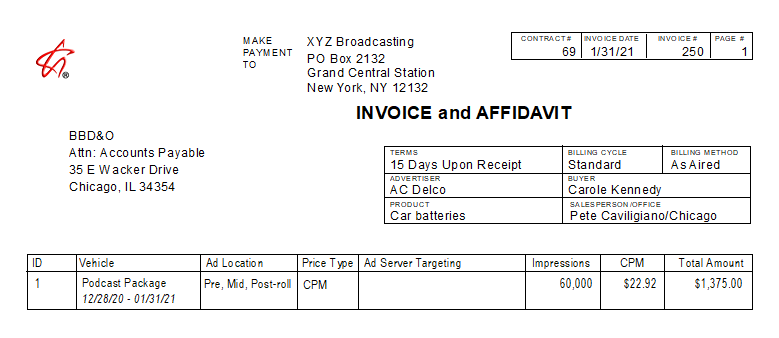 MAKE PAYMENT TO
XYZ Broadcasting
PO Box 2132
Grand Central Station
New York, NY 12132
CONTRACT # INVOICE DATE INVOICE # PAGE #
69 1/31/21 250 1
®
INVOICE and AFFIDAVIT
BBD&O
Attn: Accounts Payable
35 E Wacker Drive
Chicago, IL 34354
TERMS BILLING CYCLE BILLING METHOD
15 Days Upon Receipt Standard As Aired
ADVERTISER BUYER
AC Delco Carole Kennedy
PRODUCT SALESPERSON/OFFICE
Car batteries Pete Caviligiano/Chicago
ID Vehicle Ad Location Price Type Ad Server Targeting Impressions CPM Total Amount
1 Podcast Package Pre, Mid, Post-roll CPM 60,000 $22.92 $1,375.00
12/28/20 - 01/31/21